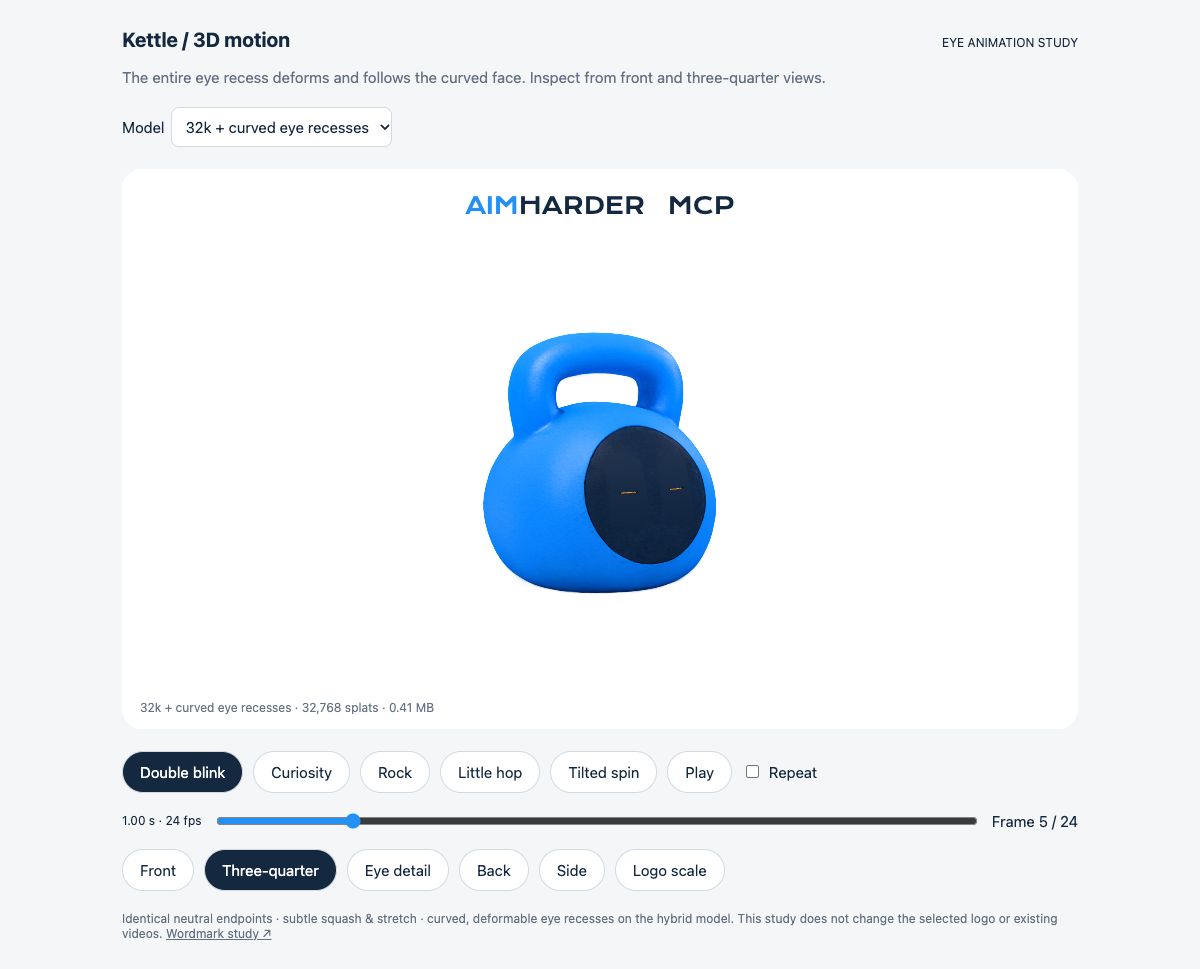 Kettle / 3D motion
EYE ANIMATION STUDY
The entire eye recess deforms and follows the curved face. Inspect from front and three-quarter views.
Model
32k + curved eye recesses
AIMHARDER MCP
32k + curved eye recesses · 32,768 splats · 0.41 MB
Double blink
Curiosity
Rock
Little hop
Tilted spin
Play
Repeat
1.00 s · 24 fps
Frame 5 / 24
Front
Three-quarter
Eye detail
Back
Side
Logo scale
Identical neutral endpoints · subtle squash & stretch · curved, deformable eye recesses on the hybrid model. This study does not change the selected logo or existing
videos. Wordmark study ↗